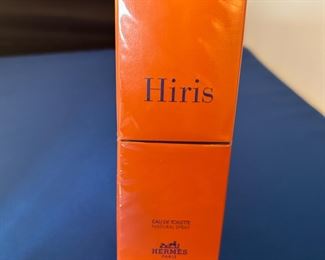 Hiris
EAU DE TOILETTE
NATURAL SPRAY
HERMÈS
PARIS